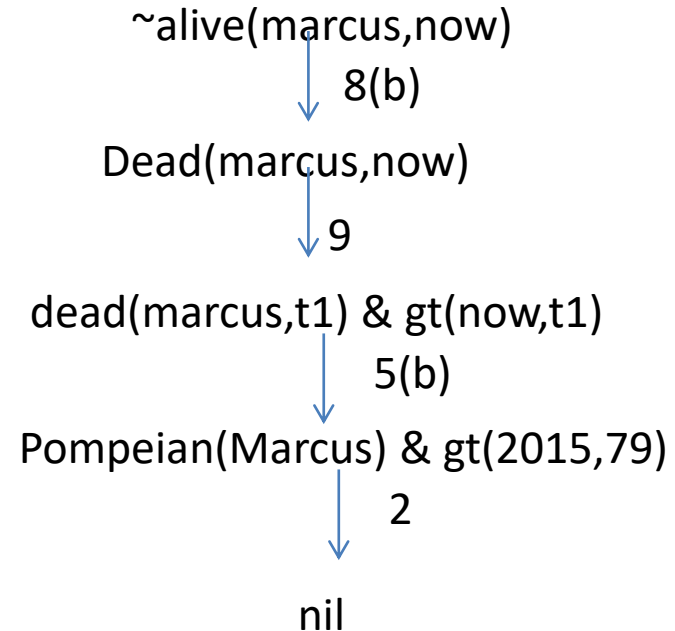 ~alive(marcus,now)
8(b)
Dead(marcus,now)
9
dead(marcus,t1) & gt(now,t1)
5(b)
Pompeian(Marcus) & gt(2015,79)
2
nil